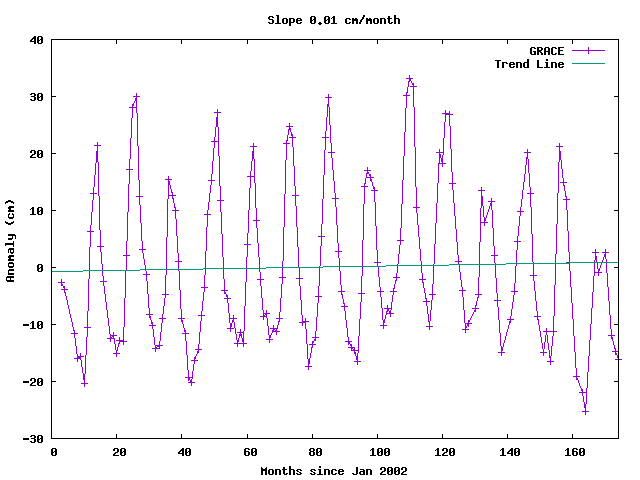 Slope 0.01 cm/month
GRACE
Trend Line
Anomaly (cm)
40
30
20
10
0
-10
-20
-30
0 20 40 60 80 100 120 140 160
Months since Jan 2002